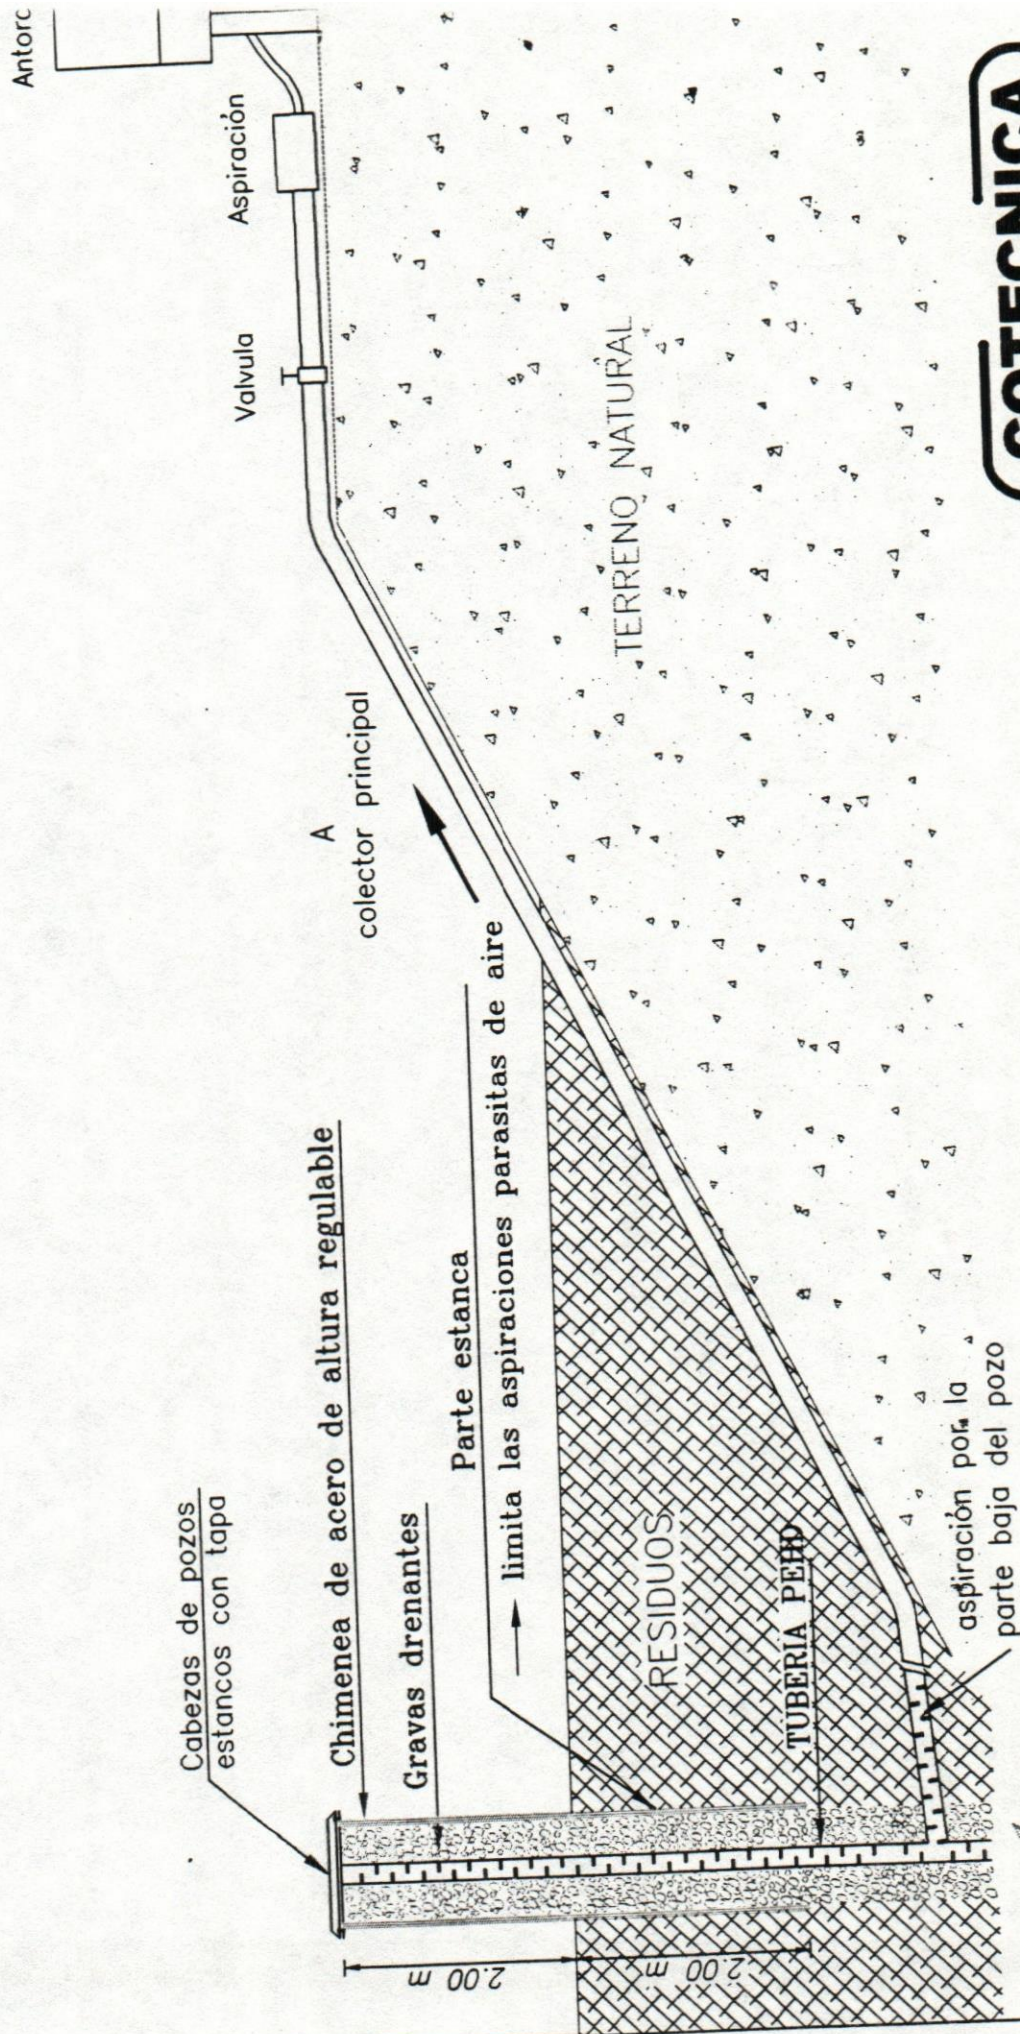 Antorc
Aspiración
Valvula
A
colector principal
Cabezas de pozos
estancos con tapa
Chimenea de acero de altura regulable
Gravas drenantes
Parte estanca
limita las aspiraciones parasitas de aire
RESIDUOS
TERRENO NATURAL
TUBERIA PEHD
aspiración por la
parte baja del pozo
2.00 m
2.00 m
COTECNICA